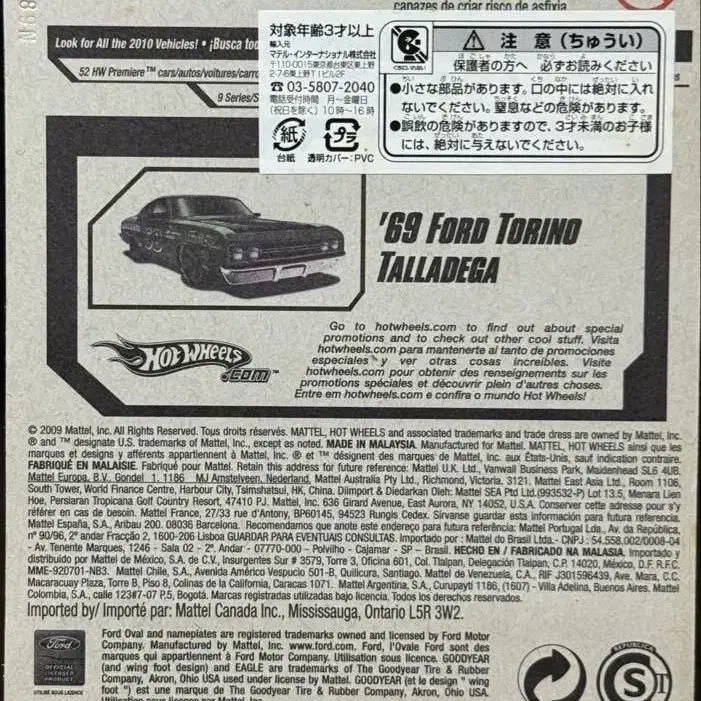 capazes de criar risco de asfixia.
Look for All the 2010 Vehicles! • ¡Busca tod
52 HW Premiere™ cars/autos/voitures/carro
9 Series/S
対象年齢3才以上
輸入元
マテル・インターナショナル株式会社
〒110-0015東京都台東区東上野
2-7-6東上野T1ビル2F
☎ 03-5807-2040
電話受付時間 月〜金曜日
(祝日を除く) 10時〜16時
紙 プラ
台紙 透明カバー:PVC
⚠ 注 意 (ちゅうい)
保護者の方へ 必ずお読みください
●小さな部品があります。口の中には絶対に入れ
ないでください。窒息などの危険があります。
●誤飲の危険がありますので、3才未満のお子様
には、絶対に与えないでください。
'69 FORD TORINO
TALLADEGA
HOT WHEELS
.COM™
Go to hotwheels.com to find out about special
promotions and to check out other cool stuff. Visita
hotwheels.com para mantenerte al tanto de promociones
especiales y ver otras cosas increíbles. Visite
hotwheels.com pour obtenir des renseignements sur les
promotions spéciales et découvrir plein d'autres choses.
Entre em hotwheels.com e confira o mundo Hot Wheels!
© 2009 Mattel, Inc. All Rights Reserved. Tous droits réservés. MATTEL, HOT WHEELS and associated trademarks and trade dress are owned by Mattel, Inc.
® and ™ designate U.S. trademarks of Mattel, Inc., except as noted. MADE IN MALAYSIA. Manufactured for Mattel. MATTEL, HOT WHEELS ainsi que les
marques et designs y afférents appartiennent à Mattel, Inc. ® et ™ désignent des marques de Mattel, Inc. aux États-Unis, sauf indication contraire.
FABRIQUÉ EN MALAISIE. Fabriqué pour Mattel. Retain this address for future reference: Mattel U.K. Ltd., Vanwall Business Park, Maidenhead SL6 4UB.
Mattel Europa, B.V., Gondel 1, 1186 MJ Amstelveen, Nederland. Mattel Australia Pty Ltd., Richmond, Victoria. 3121. Mattel East Asia Ltd., Room 1106,
South Tower, World Finance Centre, Harbour City, Tsimshatsui, HK, China. Diimport & Diedarkan Oleh: Mattel SEA Ptd Ltd.(993532-P) Lot 13.5, Menara Lien
Hoe, Persiaran Tropicana Golf Country Resort, 47410 PJ. Mattel, Inc. 636 Girard Avenue, East Aurora, NY 14052, U.S.A. Conserver cette adresse pour s'y
référer en cas de besoin. Mattel France, 27/33 rue d'Antony, BP60145, 94523 Rungis Cedex. Sírvanse guardar esta información para futura referencia.
Mattel España, S.A., Aribau 200. 08036 Barcelona. Recomendamos que anote este endereço para futura referência: Mattel Portugal Lda., Av. da República,
nº 90/96, 2º andar Fracção 2, 1600-206 Lisboa GUARDAR PARA EVENTUAIS CONSULTAS. Importado por : Mattel do Brasil Ltda.- CNPJ : 54.558.002/0008-04
- Av. Tenente Marques, 1246 - Sala 02 - 2º. Andar - 07770-000 - Polvilho - Cajamar - SP – Brasil. HECHO EN / FABRICADO NA MALASIA. Importado y
distribuido por Mattel de México, S.A. de C.V., Insurgentes Sur # 3579, Torre 3, Oficina 601, Col. Tlalpan, Delegación Tlalpan, C.P. 14020, México, D.F. R.F.C.
MME-920701-NB3. Mattel Chile, S.A., Avenida Américo Vespucio 501-B, Quilicura, Santiago. Mattel de Venezuela, C.A., RIF J301596439, Ave. Mara, C.C.
Macaracuay Plaza, Torre B, Piso 8, Colinas de la California, Caracas 1071. Mattel Argentina, S.A., Curupaytí 1186, (1607) - Villa Adelina, Buenos Aires. Mattel
Colombia, S.A., calle 123#7-07 P.5, Bogotá. Marcas registradas utilizadas bajo licencia. Todos los derechos reservados.
Imported by/ Importé par: Mattel Canada Inc., Mississauga, Ontario L5R 3W2.
Ford
OFFICIAL
LICENSED
PRODUCT
UTILISÉ SOUS LICENCE
Ford Oval and nameplates are registered trademarks owned and licensed by Ford Motor
Company. Manufactured by Mattel, Inc. www.ford.com. Ford, l'Ovale Ford sont des
marques qui appartiennent à Ford Motor Company. Utilisation sous licence. GOODYEAR
(and wing foot design) and EAGLE are trademarks of The Goodyear Tire & Rubber
Company, Akron, Ohio USA used under license by Mattel. GOODYEAR (et le design " wing
foot ") est une marque de The Goodyear Tire & Rubber Company, Akron, Ohio USA.
Utilisation sous licence par Mattel, Inc.
REPUBLICA
S